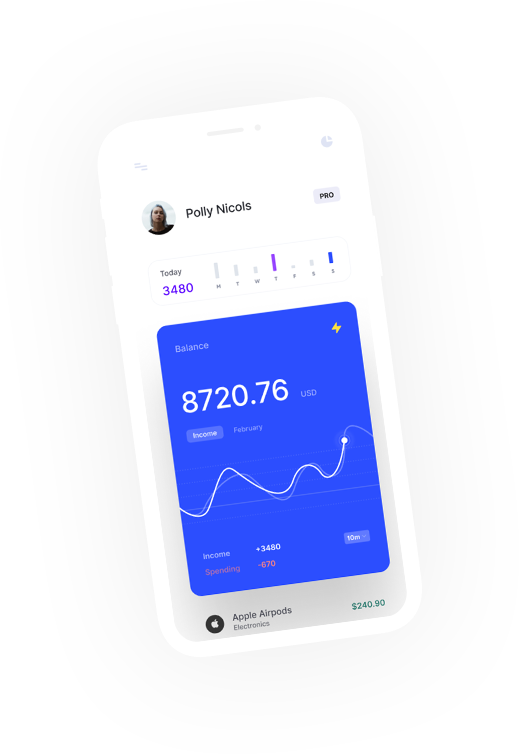 Polly Nicols
PRO
Today
3480
M T W T F S S
Balance
8720.76 USD
Income February
Income +3480
Spending -670
10m
Apple Airpods
Electronics
$240.90